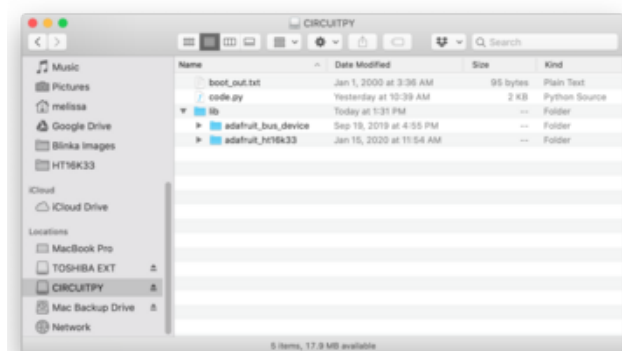 CIRCUITPY
Search
Music
Pictures
melissa
Google Drive
Blinka Images
HT16K33
iCloud
iCloud Drive
Locations
MacBook Pro
TOSHIBA EXT
CIRCUITPY
Mac Backup Drive
Network
Name Date Modified Size Kind
boot_out.txt Jan 1, 2000 at 3:36 AM 95 bytes Plain Text
code.py Yesterday at 10:39 AM 2 KB Python Source
lib Today at 1:31 PM -- Folder
adafruit_bus_device Sep 19, 2019 at 4:55 PM -- Folder
adafruit_ht16k33 Jan 15, 2020 at 11:54 AM -- Folder
5 items, 17.9 MB available